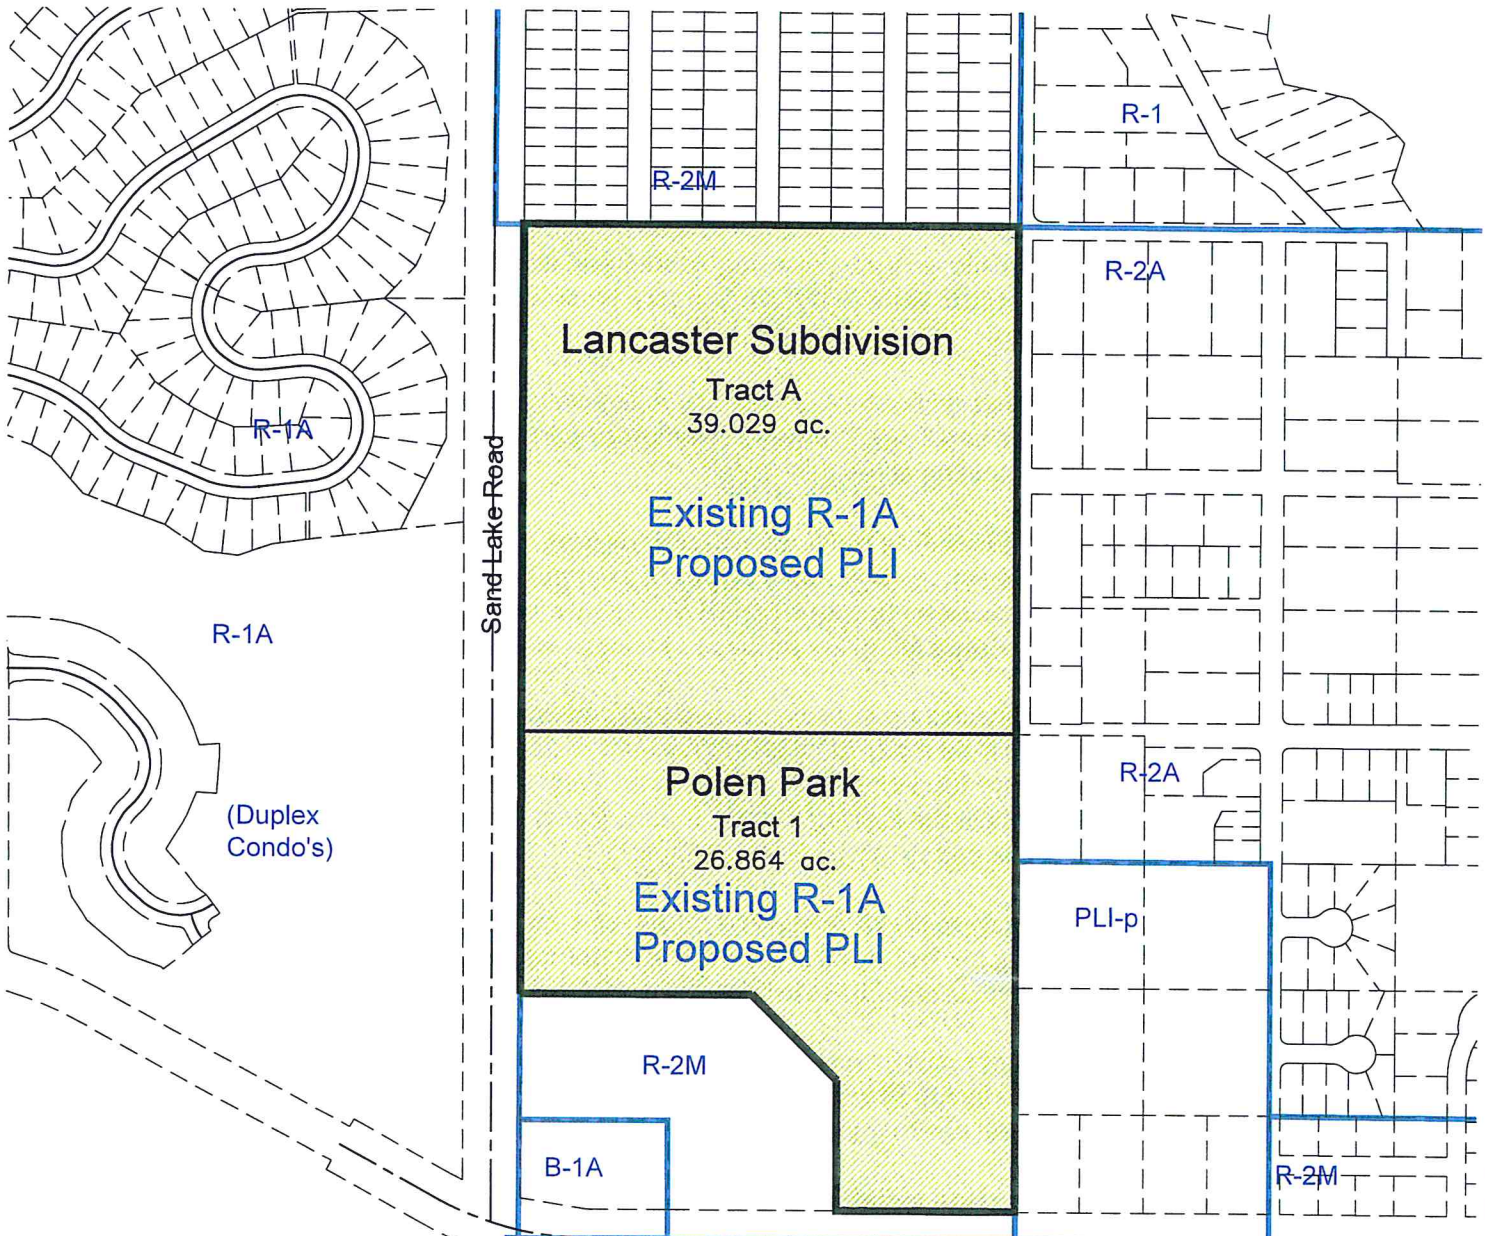 R-1
R-2M
R-2A
Lancaster Subdivision
Tract A
39.029 ac.
R-1A
Existing R-1A
Proposed PLI
Sand Lake Road
R-1A
Polen Park
Tract 1
26.864 ac.
Existing R-1A
Proposed PLI
R-2A
(Duplex
Condo's)
PLI-p
R-2M
B-1A
R-2M